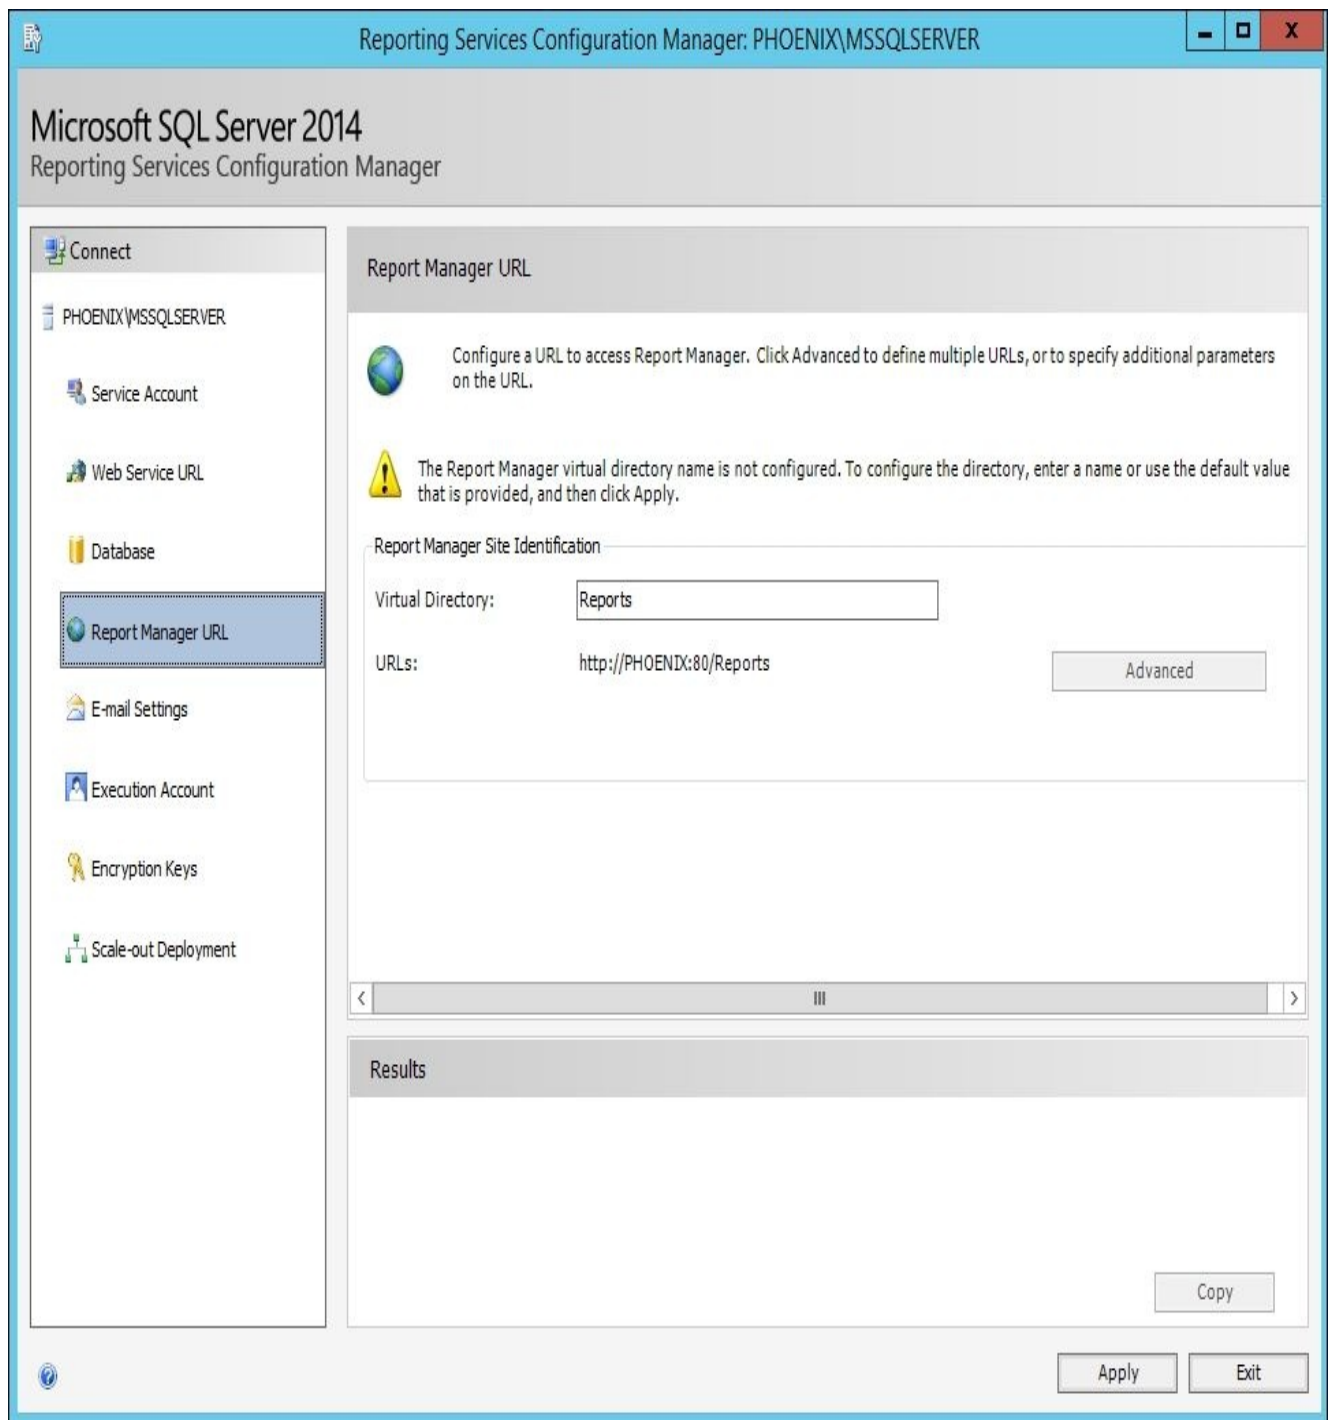 Reporting Services Configuration Manager: PHOENIX\MSSQLSERVER
X
Microsoft SQL Server 2014
Reporting Services Configuration Manager
Connect
PHOENIX\MSSQLSERVER
Service Account
Web Service URL
Database
Report Manager URL
E-mail Settings
Execution Account
Encryption Keys
Scale-out Deployment
Report Manager URL
Configure a URL to access Report Manager. Click Advanced to define multiple URLs, or to specify additional parameters
on the URL.
The Report Manager virtual directory name is not configured. To configure the directory, enter a name or use the default value
that is provided, and then click Apply.
Report Manager Site Identification
Virtual Directory:
Reports
URLs:
http://PHOENIX:80/Reports
Advanced
Results
Copy
Apply
Exit